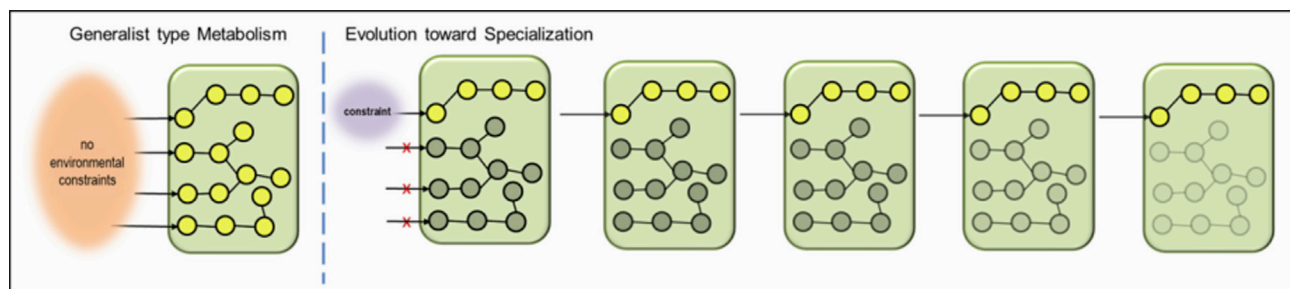 Generalist type Metabolism
Evolution toward Specialization
no
environmental
constraints
constraint
x
x
x